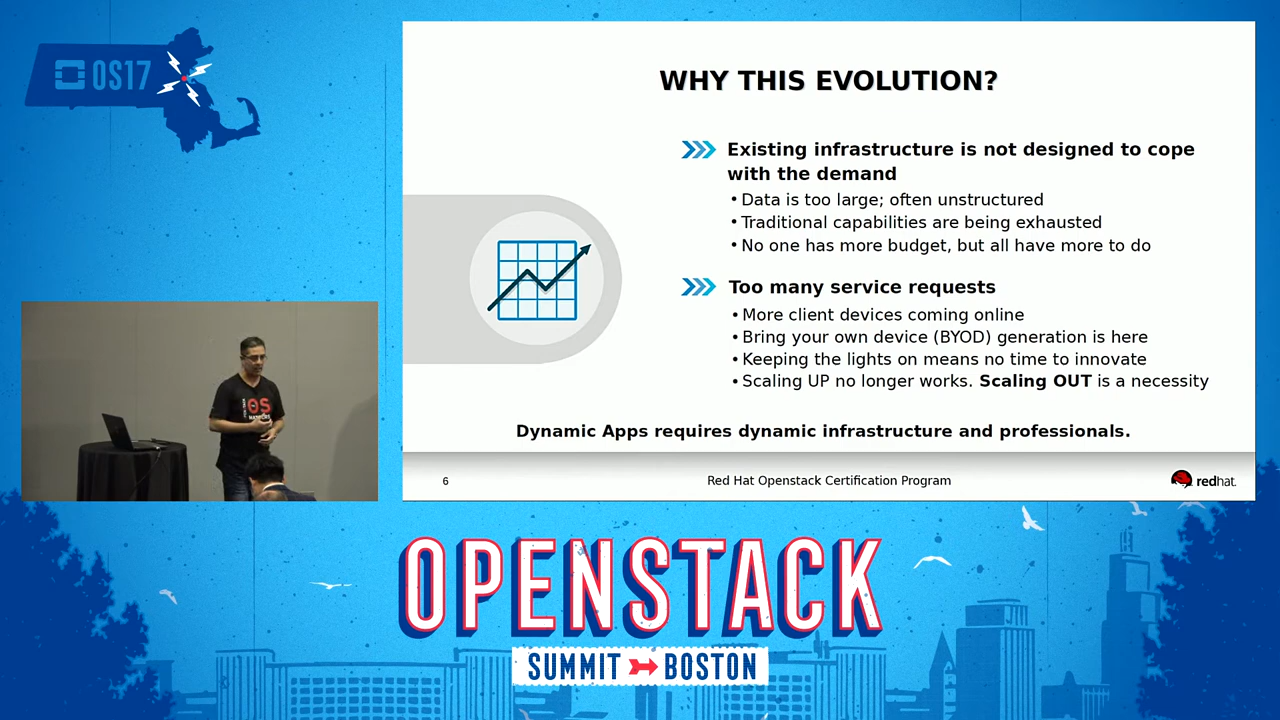 OS17
WHY THIS EVOLUTION?
Existing infrastructure is not designed to cope
with the demand
• Data is too large; often unstructured
• Traditional capabilities are being exhausted
• No one has more budget, but all have more to do
Too many service requests
• More client devices coming online
• Bring your own device (BYOD) generation is here
• Keeping the lights on means no time to innovate
• Scaling UP no longer works. Scaling OUT is a necessity
Dynamic Apps requires dynamic infrastructure and professionals.
6
Red Hat Openstack Certification Program
redhat.
OS
OPENSTACK
SUMMIT BOSTON